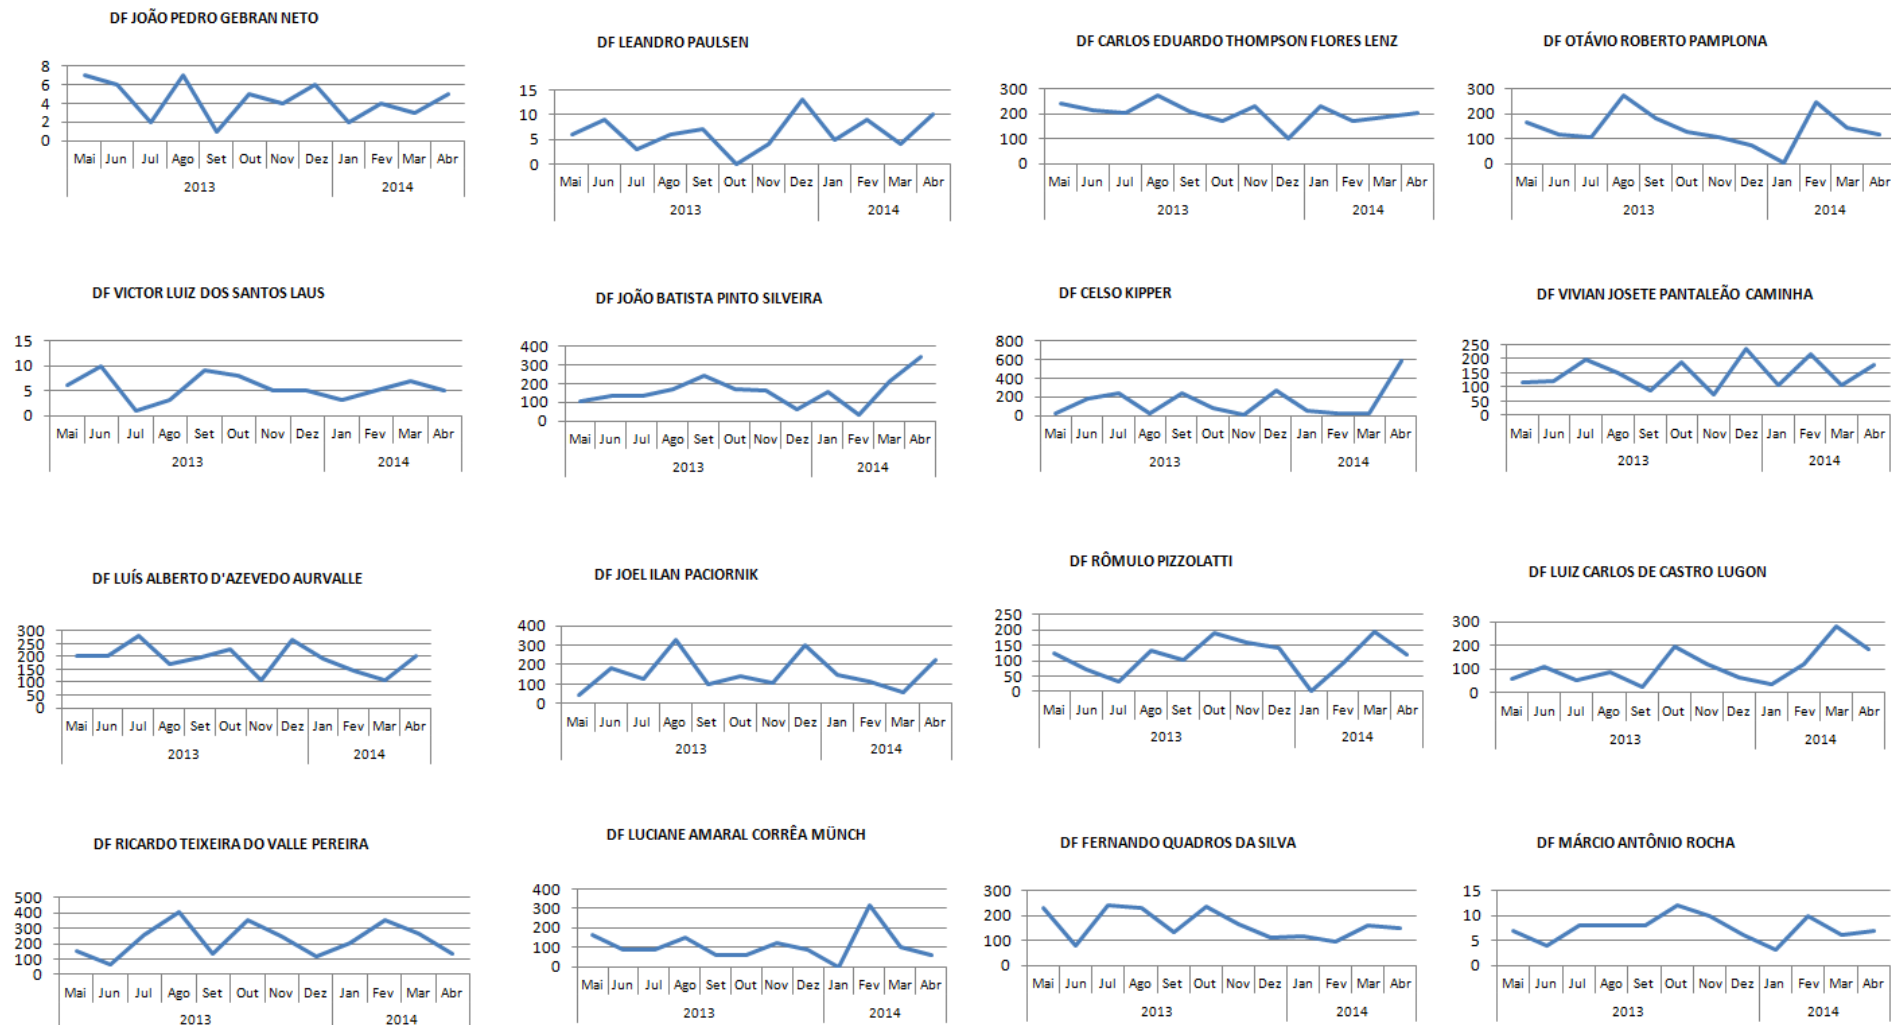 DF JOÃO PEDRO GEBRAN NETO
8
6
4
2
0
Mai Jun Jul Ago Set Out Nov Dez Jan Fev Mar Abr
2013 2014
DF LEANDRO PAULSEN
15
10
5
0
Mai Jun Jul Ago Set Out Nov Dez Jan Fev Mar Abr
2013 2014
DF CARLOS EDUARDO THOMPSON FLORES LENZ
300
200
100
0
Mai Jun Jul Ago Set Out Nov Dez Jan Fev Mar Abr
2013 2014
DF OTÁVIO ROBERTO PAMPLONA
300
200
100
0
Mai Jun Jul Ago Set Out Nov Dez Jan Fev Mar Abr
2013 2014
DF VICTOR LUIZ DOS SANTOS LAUS
15
10
5
0
Mai Jun Jul Ago Set Out Nov Dez Jan Fev Mar Abr
2013 2014
DF JOÃO BATISTA PINTO SILVEIRA
400
300
200
100
0
Mai Jun Jul Ago Set Out Nov Dez Jan Fev Mar Abr
2013 2014
DF CELSO KIPPER
800
600
400
200
0
Mai Jun Jul Ago Set Out Nov Dez Jan Fev Mar Abr
2013 2014
DF VIVIAN JOSETE PANTALEÃO CAMINHA
250
200
150
100
50
0
Mai Jun Jul Ago Set Out Nov Dez Jan Fev Mar Abr
2013 2014
DF LUÍS ALBERTO D'AZEVEDO AURVALLE
300
250
200
150
100
50
0
Mai Jun Jul Ago Set Out Nov Dez Jan Fev Mar Abr
2013 2014
DF JOEL ILAN PACIORNIK
400
300
200
100
0
Mai Jun Jul Ago Set Out Nov Dez Jan Fev Mar Abr
2013 2014
DF RÔMULO PIZZOLATTI
250
200
150
100
50
0
Mai Jun Jul Ago Set Out Nov Dez Jan Fev Mar Abr
2013 2014
DF LUIZ CARLOS DE CASTRO LUGON
300
200
100
0
Mai Jun Jul Ago Set Out Nov Dez Jan Fev Mar Abr
2013 2014
DF RICARDO TEIXEIRA DO VALLE PEREIRA
500
400
300
200
100
0
Mai Jun Jul Ago Set Out Nov Dez Jan Fev Mar Abr
2013 2014
DF LUCIANE AMARAL CORRÊA MÜNCH
400
300
200
100
0
Mai Jun Jul Ago Set Out Nov Dez Jan Fev Mar Abr
2013 2014
DF FERNANDO QUADROS DA SILVA
300
200
100
0
Mai Jun Jul Ago Set Out Nov Dez Jan Fev Mar Abr
2013 2014
DF MÁRCIO ANTÔNIO ROCHA
15
10
5
0
Mai Jun Jul Ago Set Out Nov Dez Jan Fev Mar Abr
2013 2014